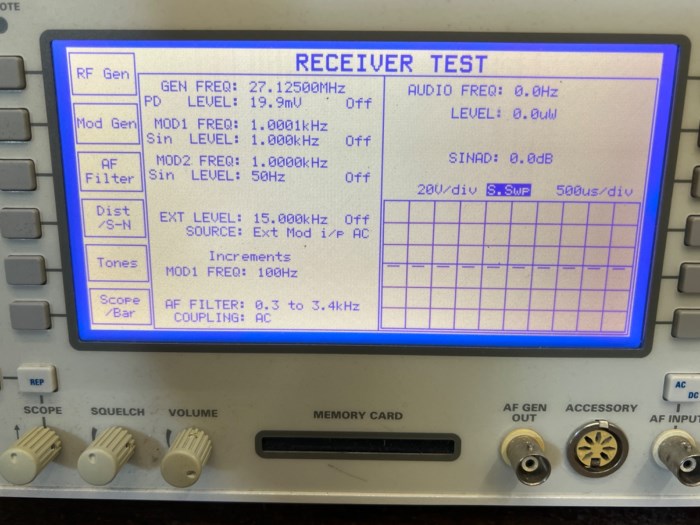 OTE
RECEIVER TEST
RF Gen
Mod Gen
AF
Filter
Dist
/S-N
Tones
Scope
/Bar
GEN FREQ: 27.12500MHz
PD LEVEL: 19.9mV Off
MOD1 FREQ: 1.0001kHz
Sin LEVEL: 1.000kHz Off
MOD2 FREQ: 1.0000kHz
Sin LEVEL: 50Hz Off
EXT LEVEL: 15.000kHz Off
SOURCE: Ext Mod i/p AC
Increments
MOD1 FREQ: 100Hz
AF FILTER: 0.3 to 3.4kHz
COUPLING: AC
AUDIO FREQ: 0.0Hz
LEVEL: 0.0uW
SINAD: 0.0dB
20V/div S.Swp 500us/div
REP
SCOPE
SQUELCH
VOLUME
MEMORY CARD
AF GEN
OUT
ACCESSORY
AC
DC
AF INPUT